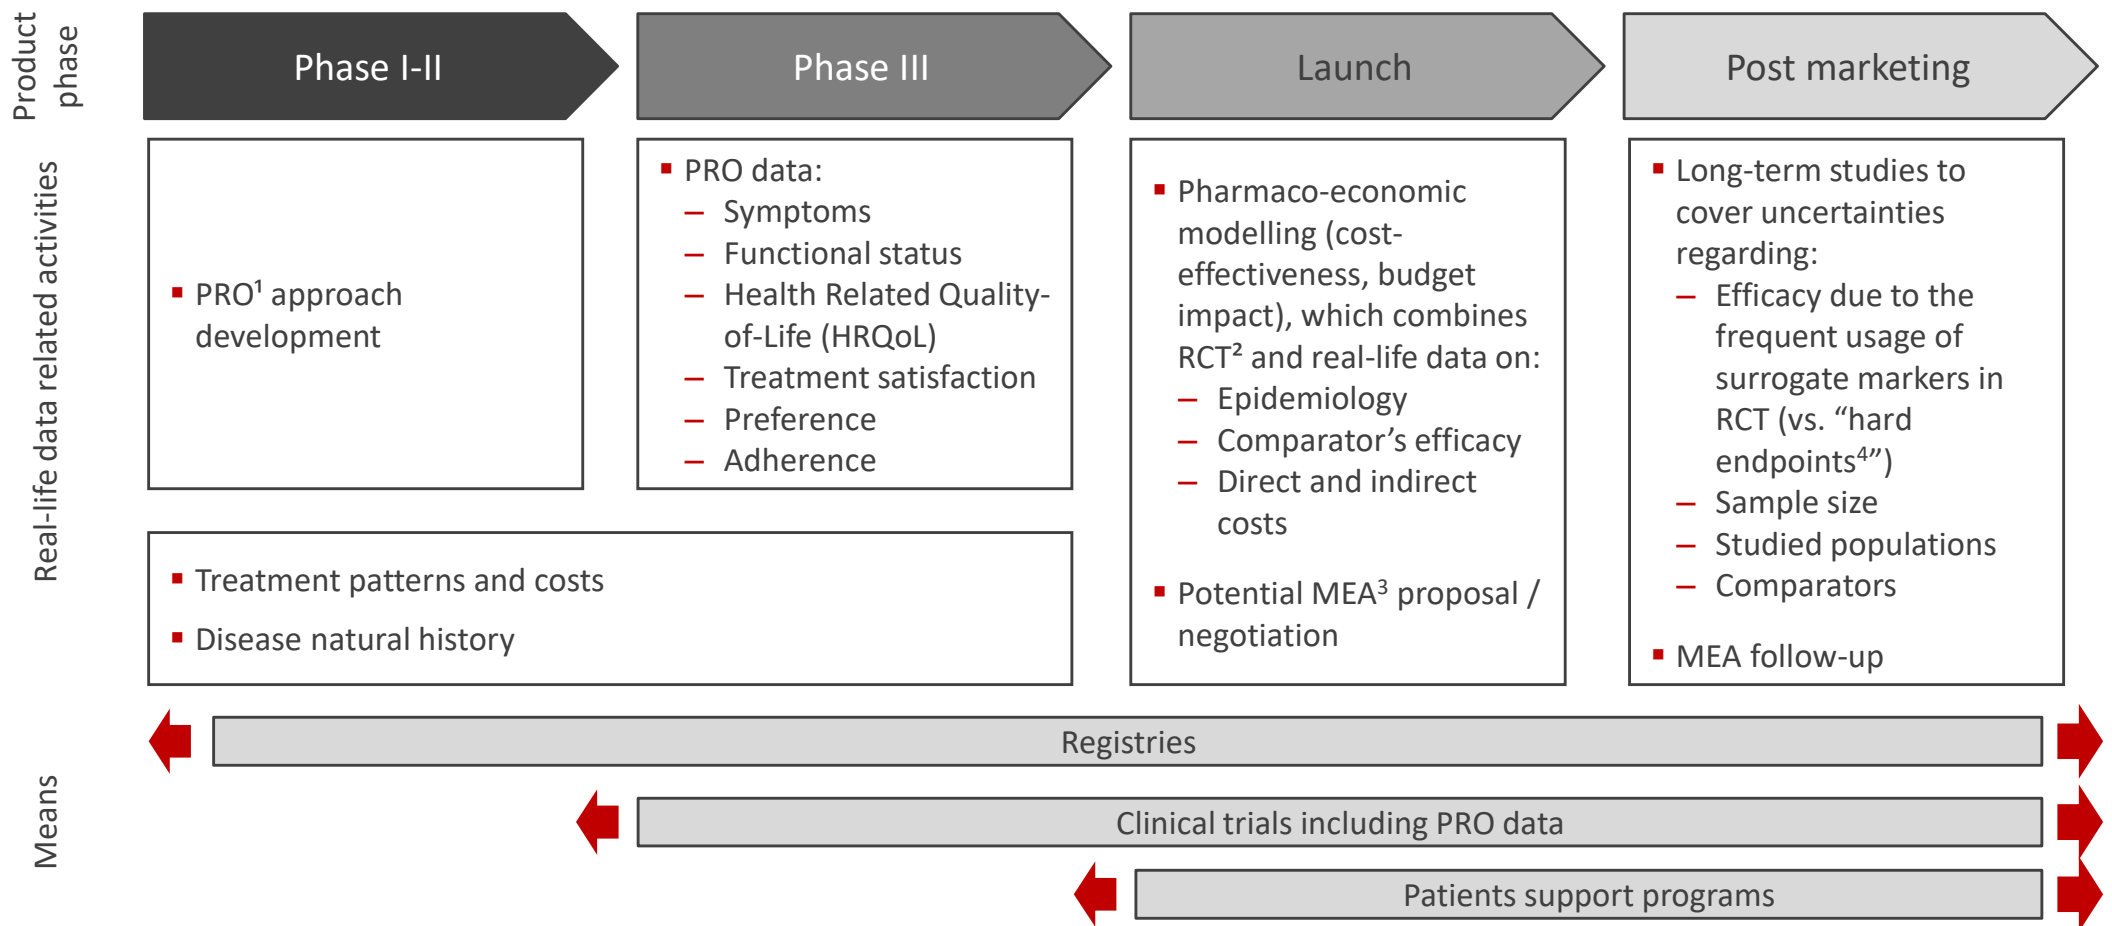 Product
phase
Phase I-II
Phase III
Launch
Post marketing
Real-life data related activities
▪ PRO¹ approach
development
▪ PRO data:
– Symptoms
– Functional status
– Health Related Quality-
of-Life (HRQoL)
– Treatment satisfaction
– Preference
– Adherence
▪ Treatment patterns and costs
▪ Disease natural history
▪ Pharmaco-economic
modelling (cost-
effectiveness, budget
impact), which combines
RCT² and real-life data on:
– Epidemiology
– Comparator’s efficacy
– Direct and indirect
costs
▪ Potential MEA³ proposal /
negotiation
▪ Long-term studies to
cover uncertainties
regarding:
– Efficacy due to the
frequent usage of
surrogate markers in
RCT (vs. “hard
endpoints⁴”)
– Sample size
– Studied populations
– Comparators
▪ MEA follow-up
Means
Registries
Clinical trials including PRO data
Patients support programs